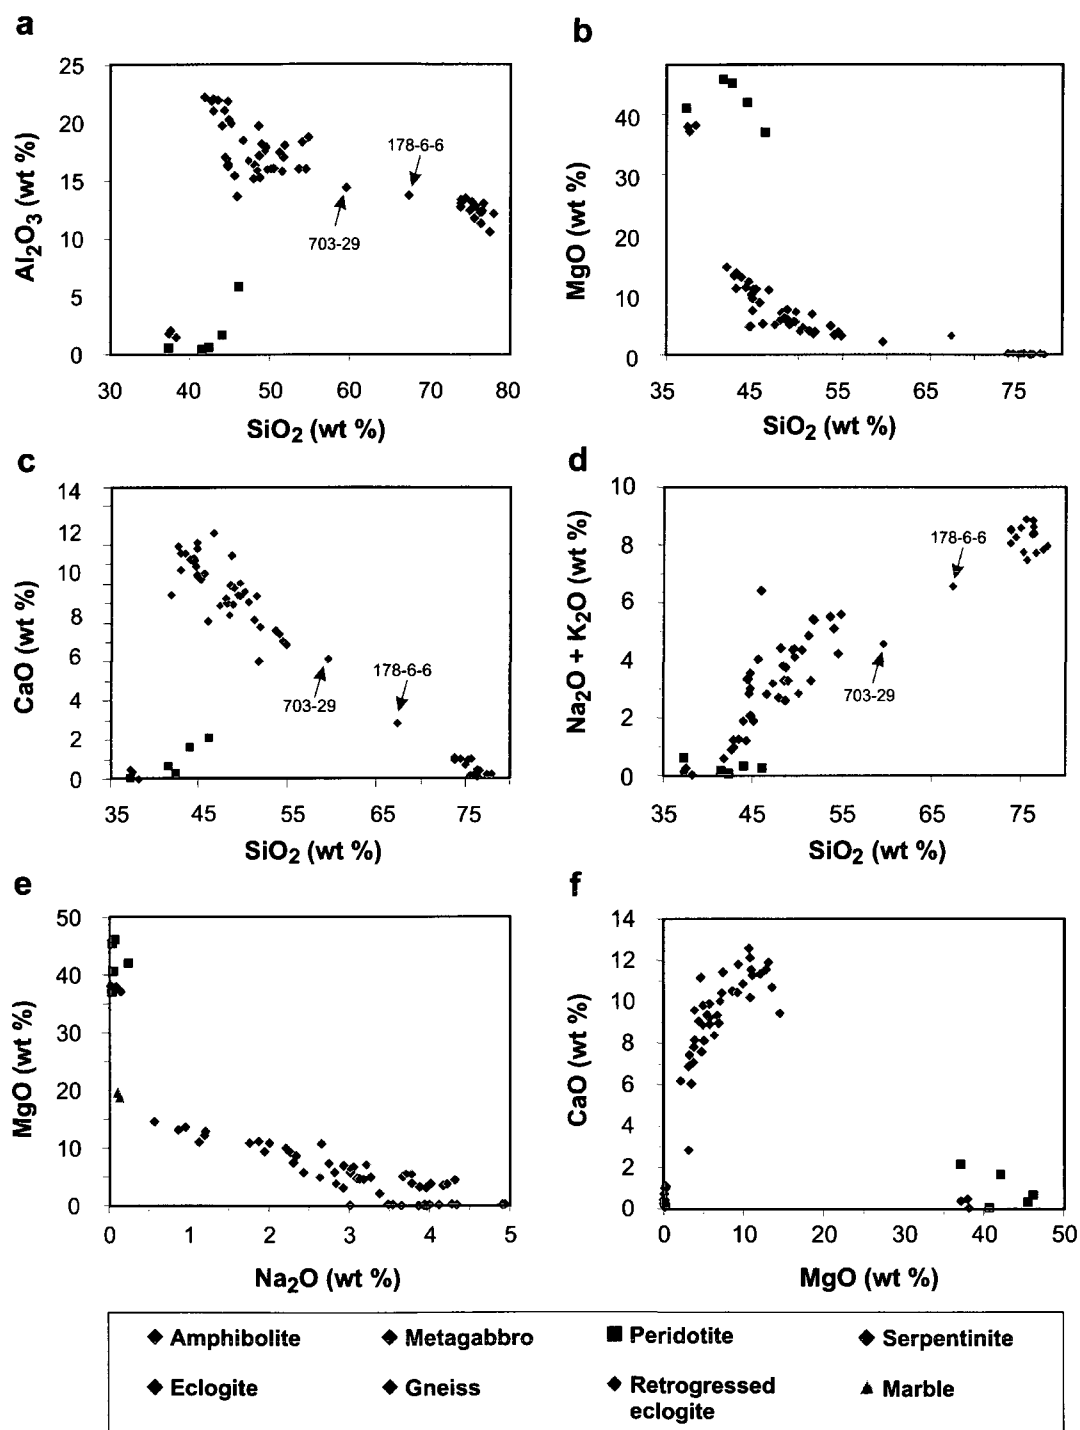 a
25
20
15
10
5
0
Al2O3 (wt %)
178-6-6
703-29
30 40 50 60 70 80
SiO2 (wt %)
b
40
30
20
10
0
MgO (wt %)
35 45 55 65 75
SiO2 (wt %)
c
14
12
10
8
6
4
2
0
CaO (wt %)
703-29
178-6-6
35 45 55 65 75
SiO2 (wt %)
d
10
8
6
4
2
0
Na2O + K2O (wt %)
178-6-6
703-29
35 45 55 65 75
SiO2 (wt %)
e
50
40
30
20
10
0
MgO (wt %)
0 1 2 3 4 5
Na2O (wt %)
f
14
12
10
8
6
4
2
0
CaO (wt %)
0 10 20 30 40 50
MgO (wt %)
Amphibolite Metagabbro Peridotite Serpentinite
Eclogite Gneiss Retrogressed Marble
eclogite